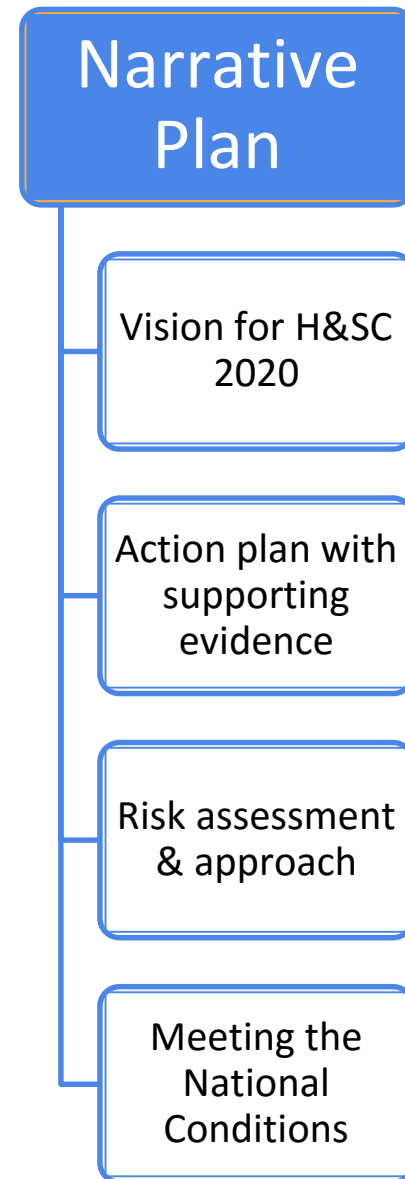 Narrative
Plan
Vision for H&SC
2020
Action plan with
supporting
evidence
Risk assessment
& approach
Meeting the
National
Conditions